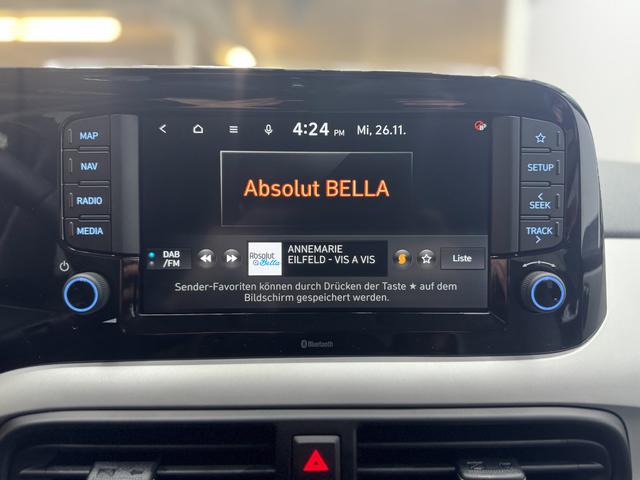 MAP
NAV
RADIO
MEDIA
4:24 PM Mi, 26.11.
Absolut BELLA
DAB
/FM
Absolut
Bella
ANNEMARIE
EILFELD - VIS A VIS
Liste
Sender-Favoriten können durch Drücken der Taste ★ auf dem
Bildschirm gespeichert werden.
SETUP
SEEK
TRACK
Bluetooth